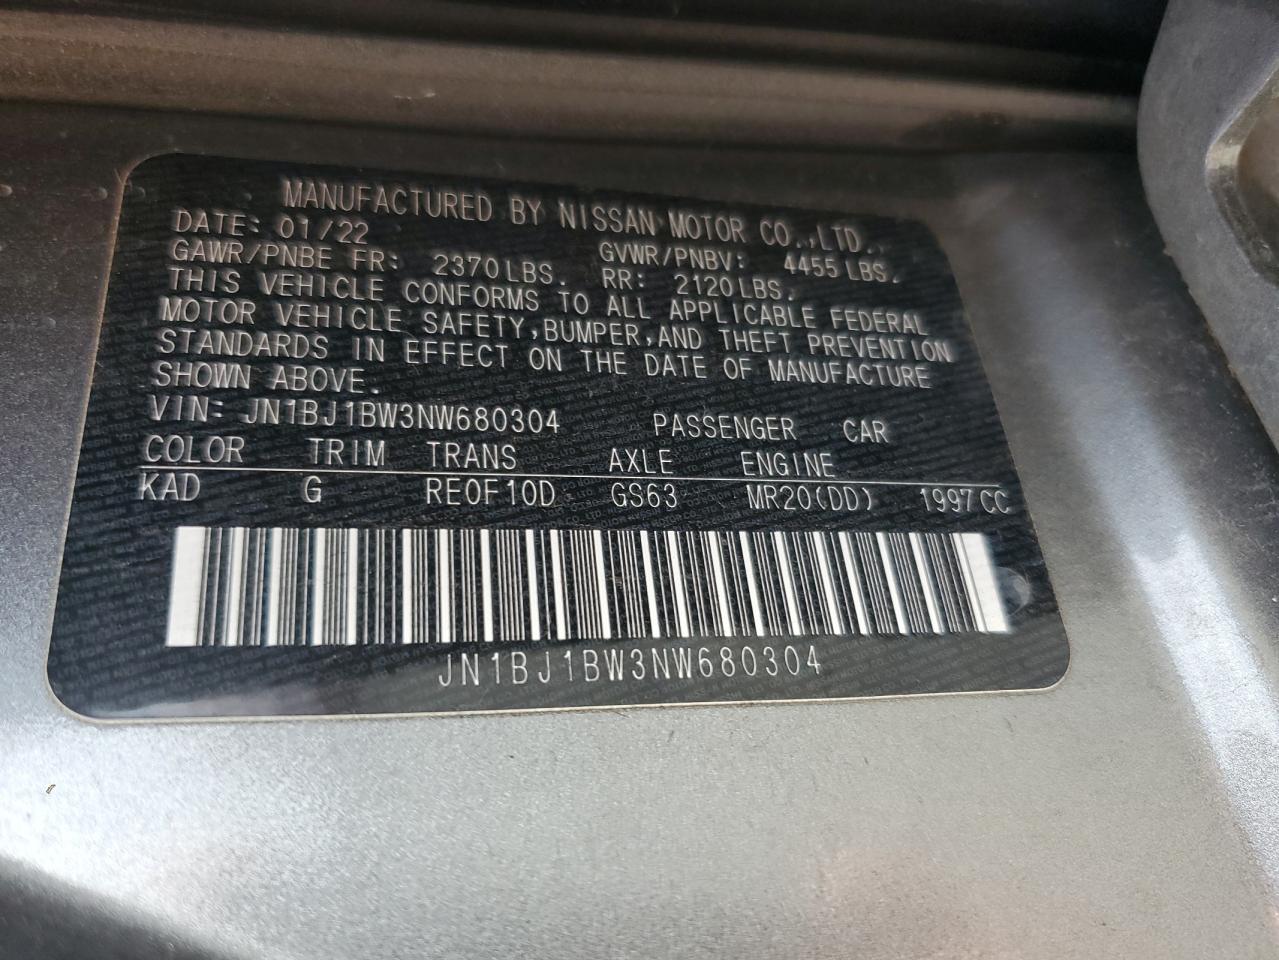 MANUFACTURED BY NISSAN MOTOR CO.,LTD.
DATE: 01/22
GAWR/PNBE FR: 2370LBS. GVWR/PNBV: 4455LBS.
RR: 2120LBS.
THIS VEHICLE CONFORMS TO ALL APPLICABLE FEDERAL
MOTOR VEHICLE SAFETY,BUMPER,AND THEFT PREVENTION
STANDARDS IN EFFECT ON THE DATE OF MANUFACTURE
SHOWN ABOVE.
VIN: JN1BJ1BW3NW680304 PASSENGER CAR
COLOR TRIM TRANS AXLE ENGINE
KAD G RE0F10D GS63 MR20(DD) 1997CC
JN1BJ1BW3NW680304